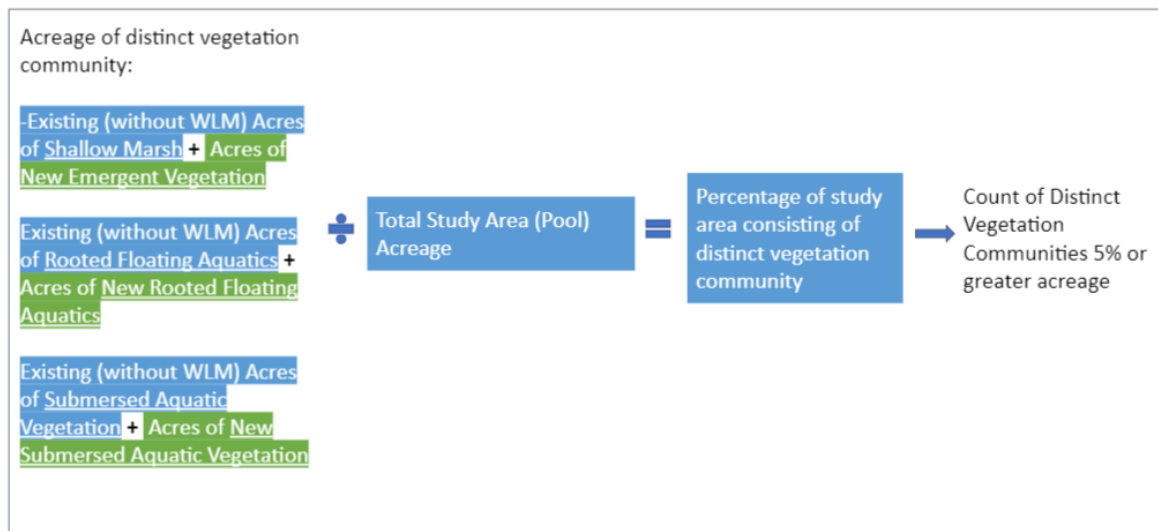 Acreage of distinct vegetation
community:
-Existing (without WLM) Acres
of Shallow Marsh + Acres of
New Emergent Vegetation
Existing (without WLM) Acres
of Rooted Floating Aquatics +
Acres of New Rooted Floating
Aquatics
Existing (without WLM) Acres
of Submersed Aquatic
Vegetation + Acres of New
Submersed Aquatic Vegetation
÷
Total Study Area (Pool)
Acreage
=
Percentage of study
area consisting of
distinct vegetation
community
Count of Distinct
Vegetation
Communities 5% or
greater acreage